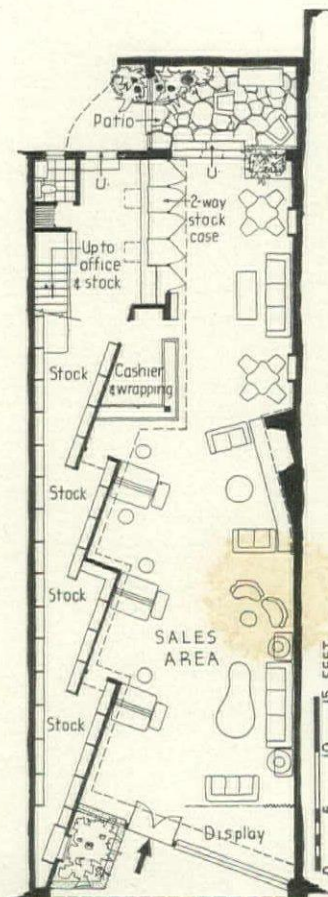 Patio
U
U
2-way
stock
case
Up to
office
& stock
Stock
Cashier
& wrapping
Stock
Stock
SALES
AREA
Stock
Display
0 5 10 15 FEET